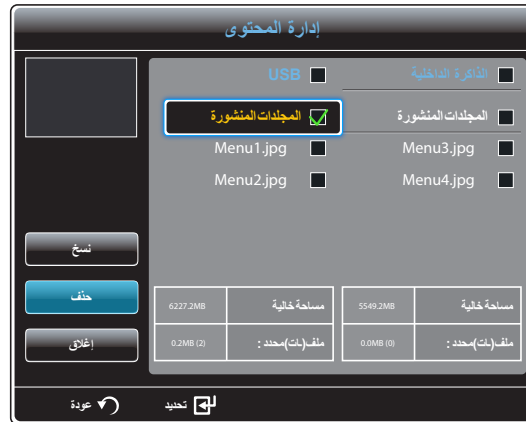 إدارة المحتوى
الذاكرة الداخلية USB
المجلدات المنشورة المجلدات المنشورة
Menu3.jpg Menu1.jpg
Menu4.jpg Menu2.jpg
نسخ
حذف
إغلاق
مساحة خالية 5549.2MB مساحة خالية 6227.2MB
ملف(ـات)محدد : 0.0MB (0) ملف(ـات)محدد : 0.2MB (2)
تحديد عودة